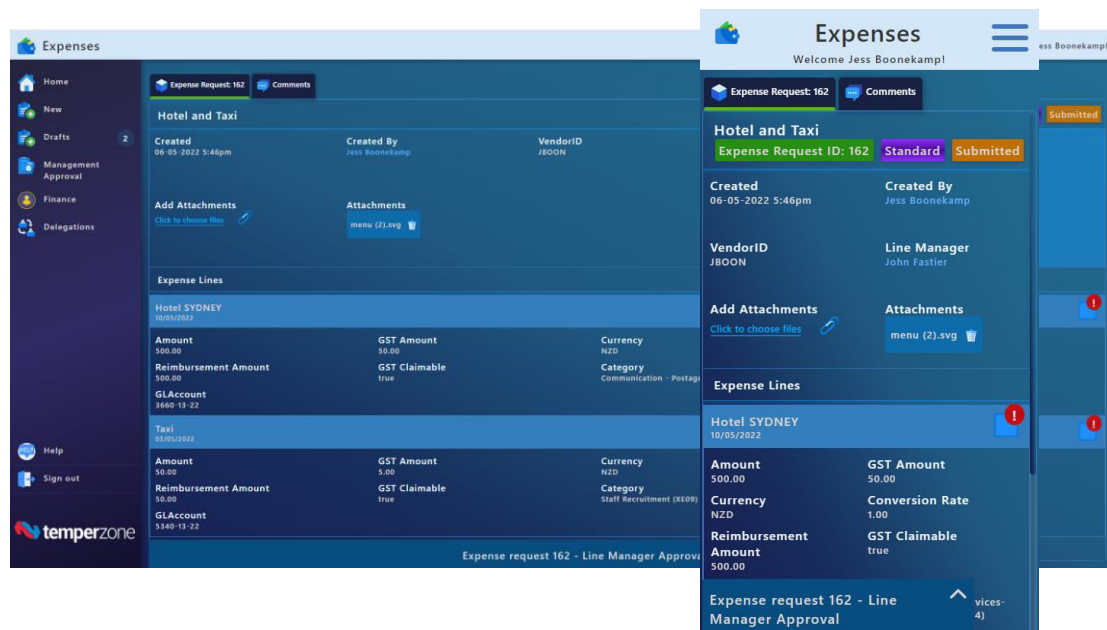 Expenses
Jess Boonekamp!
Home
New
Drafts 2
Management
Approval
Finance
Delegations
Help
Sign out
temperzone
Expense Request: 162 Comments
Hotel and Taxi
Submitted
Created Created By VendorID
06-05-2022 5:46pm Jess Boonekamp JBOON
Add Attachments Attachments
Click to choose files menu (2).svg
Expense Lines
Hotel SYDNEY
10/05/2022
Amount GST Amount Currency
500.00 50.00 NZD
Reimbursement Amount GST Claimable Category
500.00 true Communication - Postage
GLAccount
3660-13-22
Taxi
03/05/2022
Amount GST Amount Currency
50.00 5.00 NZD
Reimbursement Amount GST Claimable Category
50.00 true Staff Recruitment (XE09)
GLAccount
5340-13-22
Expense request 162 - Line Manager Approva
Expenses
Welcome Jess Boonekamp!
Expense Request: 162 Comments
Hotel and Taxi
Expense Request ID: 162 Standard Submitted
Created Created By
06-05-2022 5:46pm Jess Boonekamp
VendorID Line Manager
JBOON John Fastier
Add Attachments Attachments
Click to choose files menu (2).svg
Expense Lines
Hotel SYDNEY
10/05/2022
Amount GST Amount
500.00 50.00
Currency Conversion Rate
NZD 1.00
Reimbursement GST Claimable
Amount true
500.00
Expense request 162 - Line
Manager Approval
vices-
4)